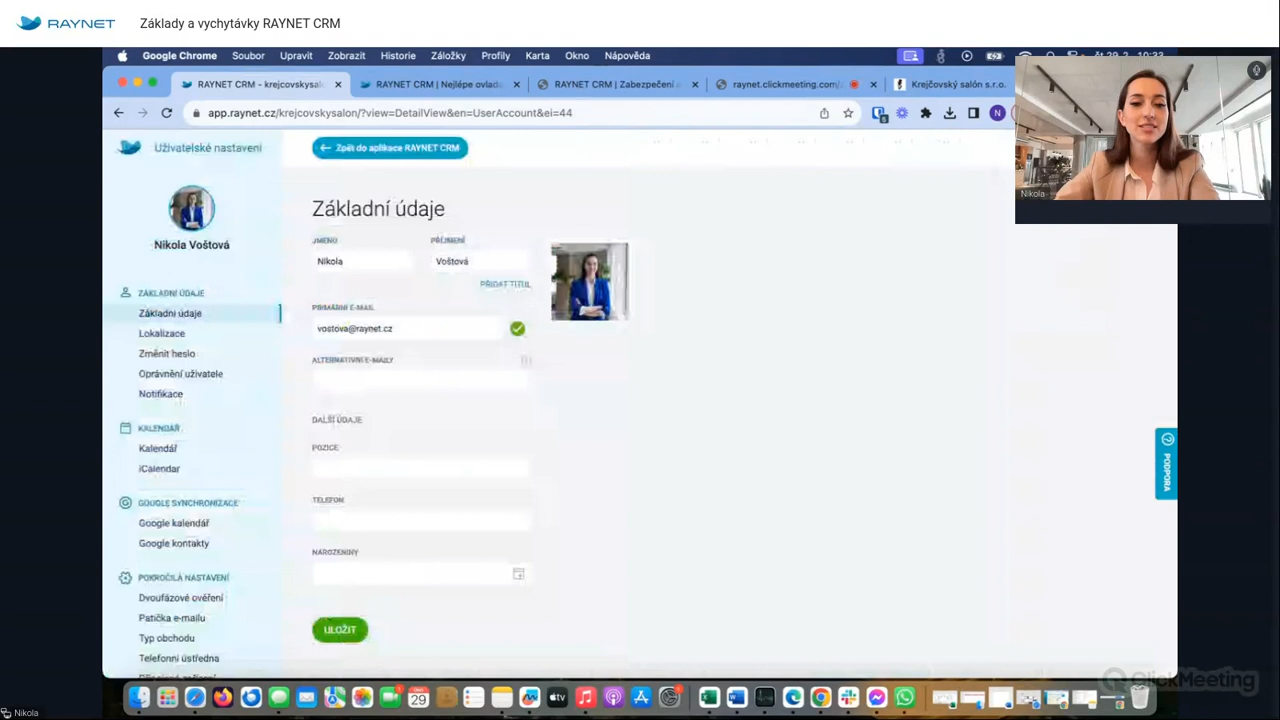 RAYNET
Základy a vychytávky RAYNET CRM
Google Chrome Soubor Upravit Zobrazit Historie Záložky Profily Karta Okno Nápověda
RAYNET CRM - krejcovskysal
RAYNET CRM | Nejlépe ovlada
RAYNET CRM | Zabezpečení
raynet.clickmeeting.com/
Krejčovský salón s.r.o.
app.raynet.cz/krejcovskysalon/?view=DetailView&en=UserAccount&ei=44
N
Nikola
Uživatelské nastavení
Zpět do aplikace RAYNET CRM
Nikola Voštová
ZÁKLADNÍ ÚDAJE
Základní údaje
Lokalizace
Změnit heslo
Oprávnění uživatele
Notifikace
KALENDÁŘ
Kalendář
iCalendar
GOOGLE SYNCHRONIZACE
Google kalendář
Google kontakty
POKROČILÁ NASTAVENÍ
Dvoufázové ověření
Patička e-mailu
Typ obchodu
Telefonní ústředna
Základní údaje
JMÉNO
PŘÍJMENÍ
Nikola
Voštová
PŘIDAT TITUL
PRIMÁRNÍ E-MAIL
vostova@raynet.cz
ALTERNATIVNÍ E-MAILY
DALŠÍ ÚDAJE
POZICE
TELEFON
NAROZENINY
ULOŽIT
PODPORA
29
tv
ClickMeeting
Nikola